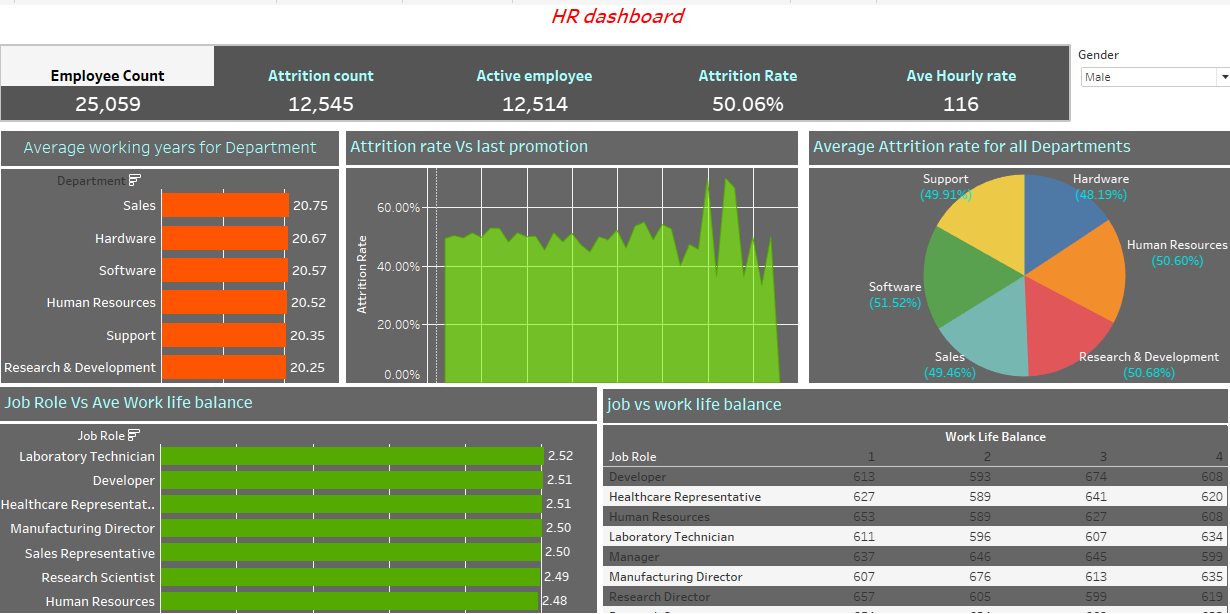 HR dashboard
Gender
Male
Employee Count Attrition count Active employee Attrition Rate Ave Hourly rate
25,059 12,545 12,514 50.06% 116
Average working years for Department
Department
Sales 20.75
Hardware 20.67
Software 20.57
Human Resources 20.52
Support 20.35
Research & Development 20.25
Attrition rate Vs last promotion
Attrition Rate
60.00%
40.00%
20.00%
0.00%
Average Attrition rate for all Departments
Support
(49.91%)
Hardware
(48.19%)
Human Resources
(50.60%)
Software
(51.52%)
Sales
(49.46%)
Research & Development
(50.68%)
Job Role Vs Ave Work life balance
Job Role
Laboratory Technician 2.52
Developer 2.51
Healthcare Representat.. 2.51
Manufacturing Director 2.50
Sales Representative 2.50
Research Scientist 2.49
Human Resources 2.48
job vs work life balance
Work Life Balance
Job Role 1 2 3 4
Developer 613 593 674 608
Healthcare Representative 627 589 641 620
Human Resources 653 589 627 608
Laboratory Technician 611 596 607 634
Manager 637 646 645 599
Manufacturing Director 607 676 613 635
Research Director 657 605 599 619